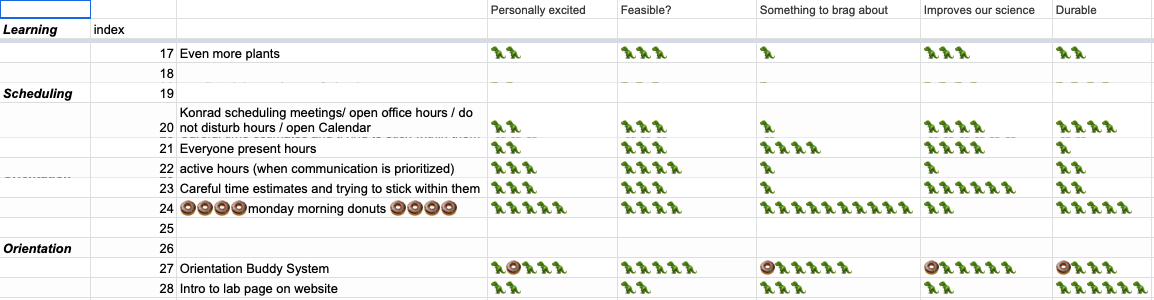 Personally excited Feasible? Something to brag about Improves our science Durable
Learning index
17 Even more plants
18
Scheduling 19
Konrad scheduling meetings/ open office hours / do
20 not disturb hours / open Calendar
21 Everyone present hours
22 active hours (when communication is prioritized)
23 Careful time estimates and trying to stick within them
24 🍩🍩🍩🍩monday morning donuts 🍩🍩🍩🍩
25
Orientation 26
27 Orientation Buddy System
28 Intro to lab page on website